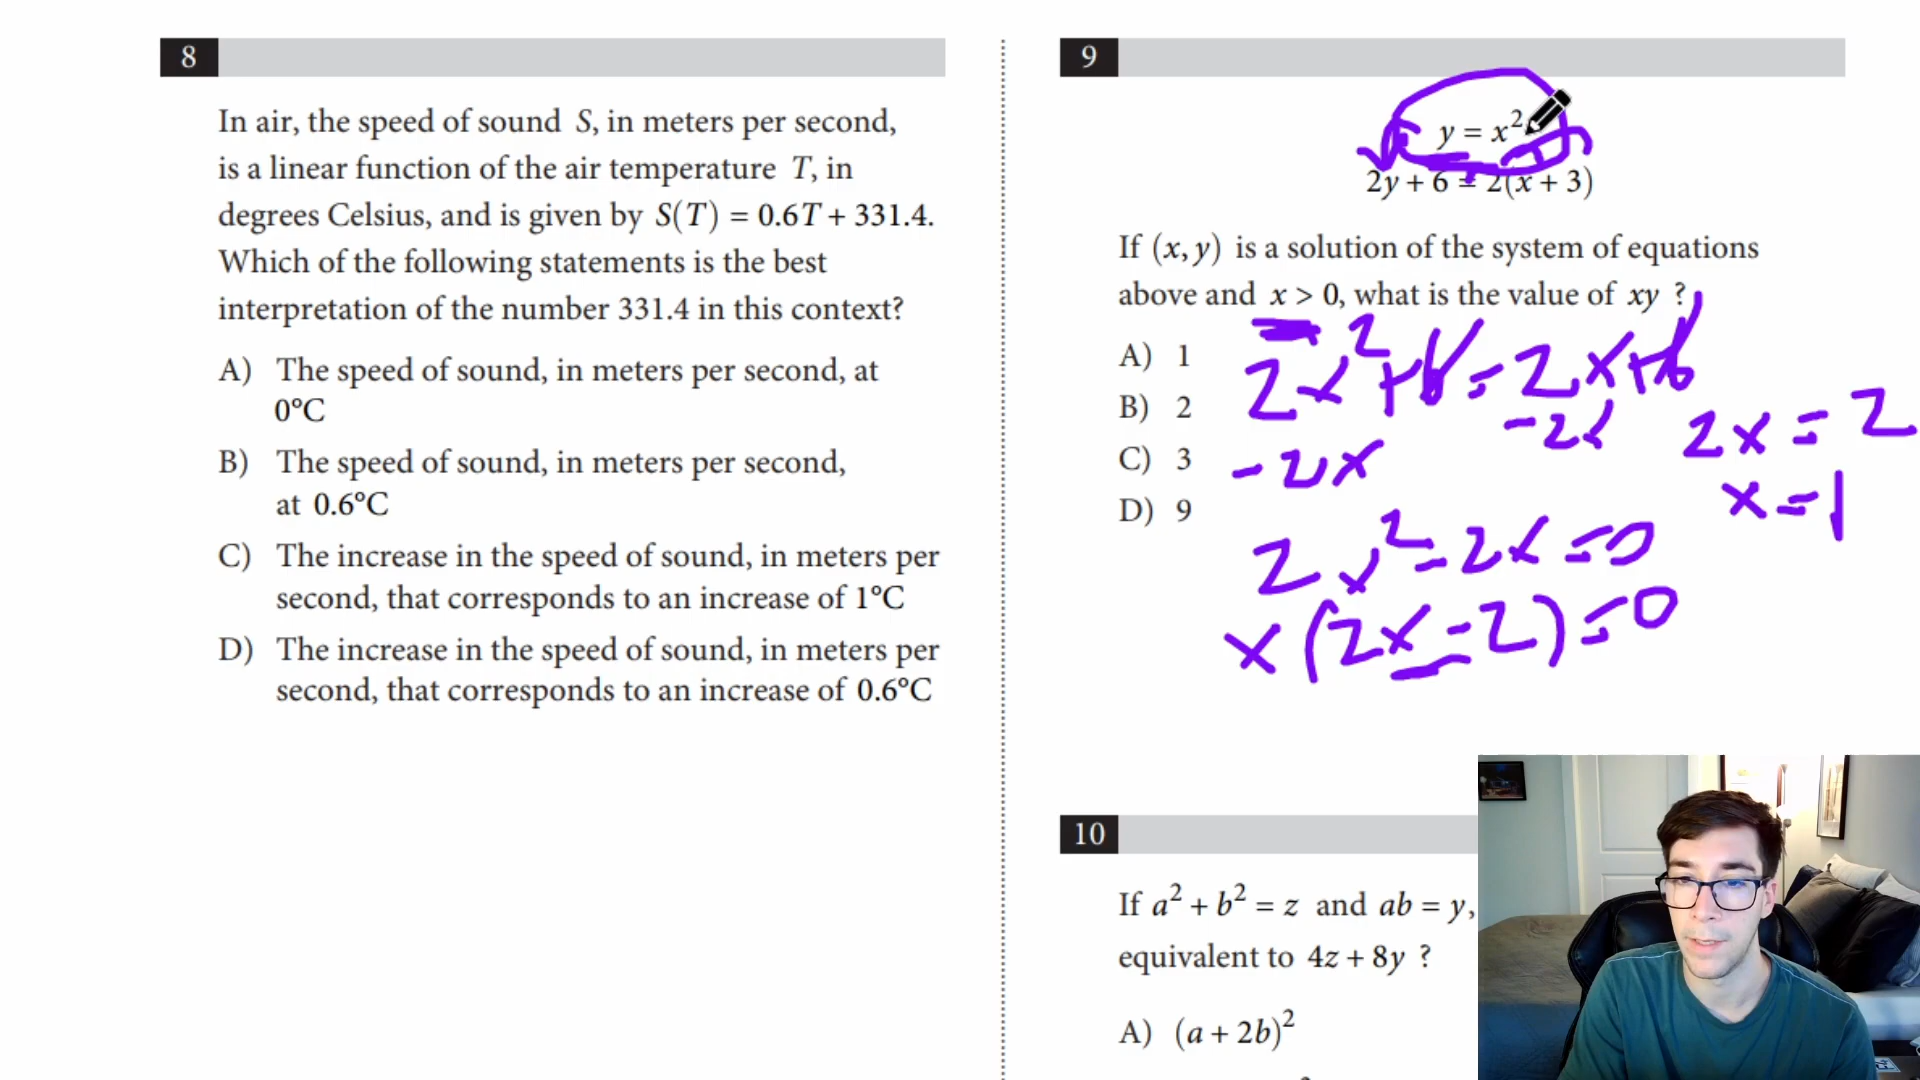 8
In air, the speed of sound S, in meters per second,
is a linear function of the air temperature T, in
degrees Celsius, and is given by S(T) = 0.6T + 331.4.
Which of the following statements is the best
interpretation of the number 331.4 in this context?
A) The speed of sound, in meters per second, at
0°C
B) The speed of sound, in meters per second,
at 0.6°C
C) The increase in the speed of sound, in meters per
second, that corresponds to an increase of 1°C
D) The increase in the speed of sound, in meters per
second, that corresponds to an increase of 0.6°C
9
y = x²
2y + 6 = 2(x + 3)
If (x, y) is a solution of the system of equations
above and x > 0, what is the value of xy ?
A) 1
B) 2
C) 3
D) 9
2x²+6=2x+6
-2x -2x
2x²-2x=0
x(2x-2)=0
2x=2
x=1
10
If a² + b² = z and ab = y,
equivalent to 4z + 8y ?
A) (a + 2b)²